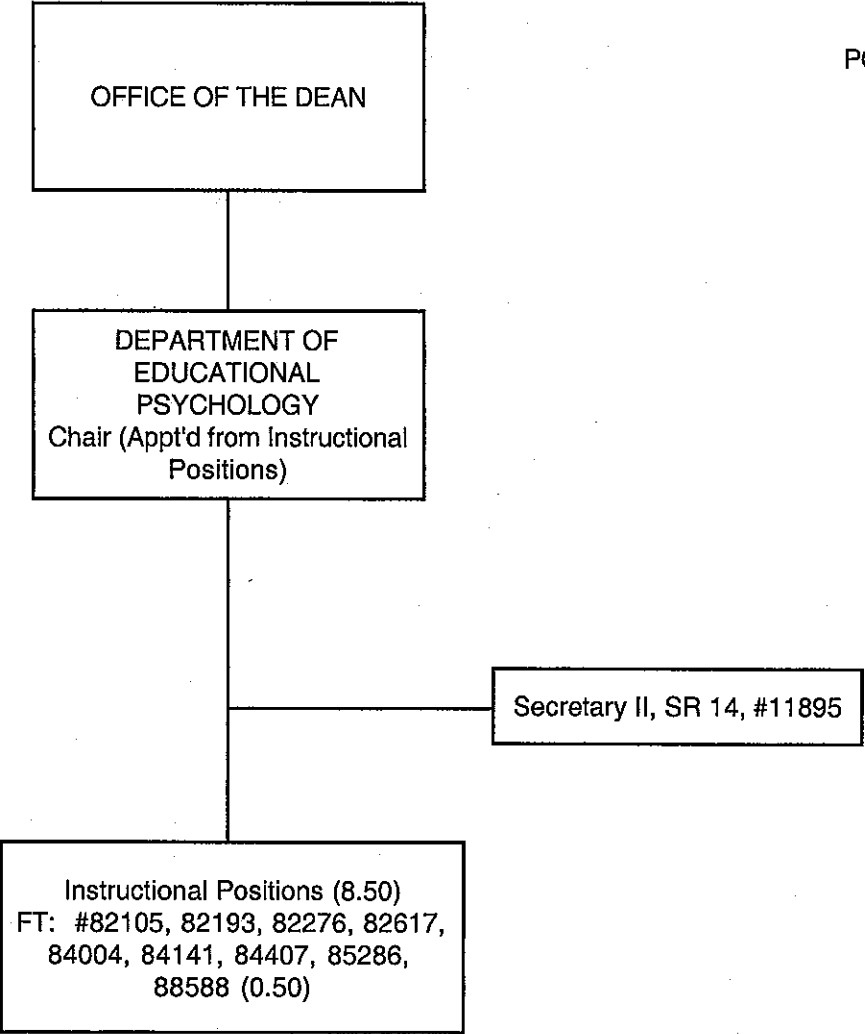 OFFICE OF THE DEAN
DEPARTMENT OF
EDUCATIONAL
PSYCHOLOGY
Chair (Appt'd from Instructional
Positions)
Secretary II, SR 14, #11895
Instructional Positions (8.50)
FT: #82105, 82193, 82276, 82617,
84004, 84141, 84407, 85286,
88588 (0.50)